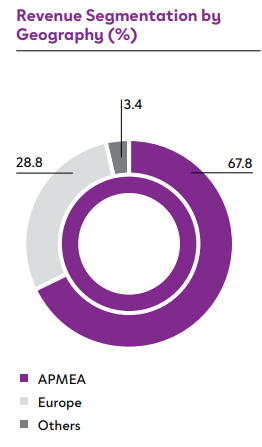 Revenue Segmentation by
Geography (%)
3.4
28.8
67.8
APMEA
Europe
Others